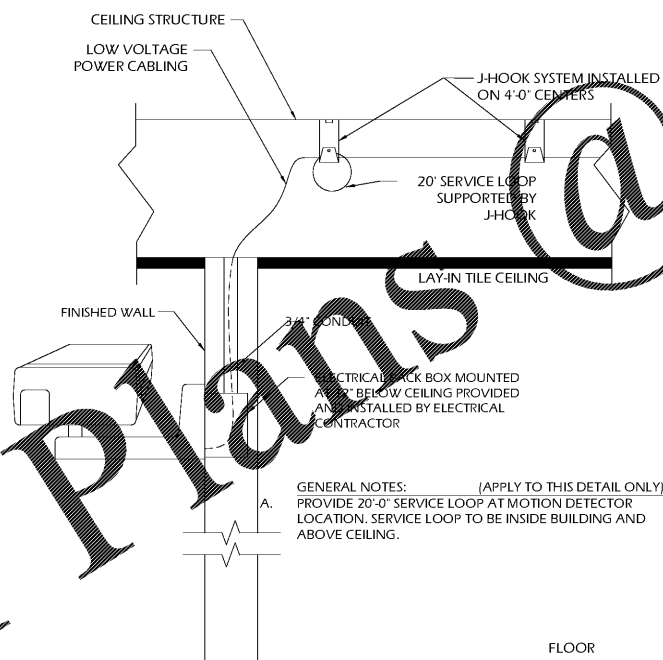 CEILING STRUCTURE
LOW VOLTAGE
POWER CABLING
J-HOOK SYSTEM INSTALLED
ON 4'-0" CENTERS
20' SERVICE LOOP
SUPPORTED BY
J-HOOK
LAY-IN TILE CEILING
FINISHED WALL
3/4" CONDUIT
ELECTRICAL BACK BOX MOUNTED
AT 12" BELOW CEILING PROVIDED
AND INSTALLED BY ELECTRICAL
CONTRACTOR
GENERAL NOTES: (APPLY TO THIS DETAIL ONLY)
A. PROVIDE 20'-0" SERVICE LOOP AT MOTION DETECTOR
LOCATION. SERVICE LOOP TO BE INSIDE BUILDING AND
ABOVE CEILING.
FLOOR
Plans @